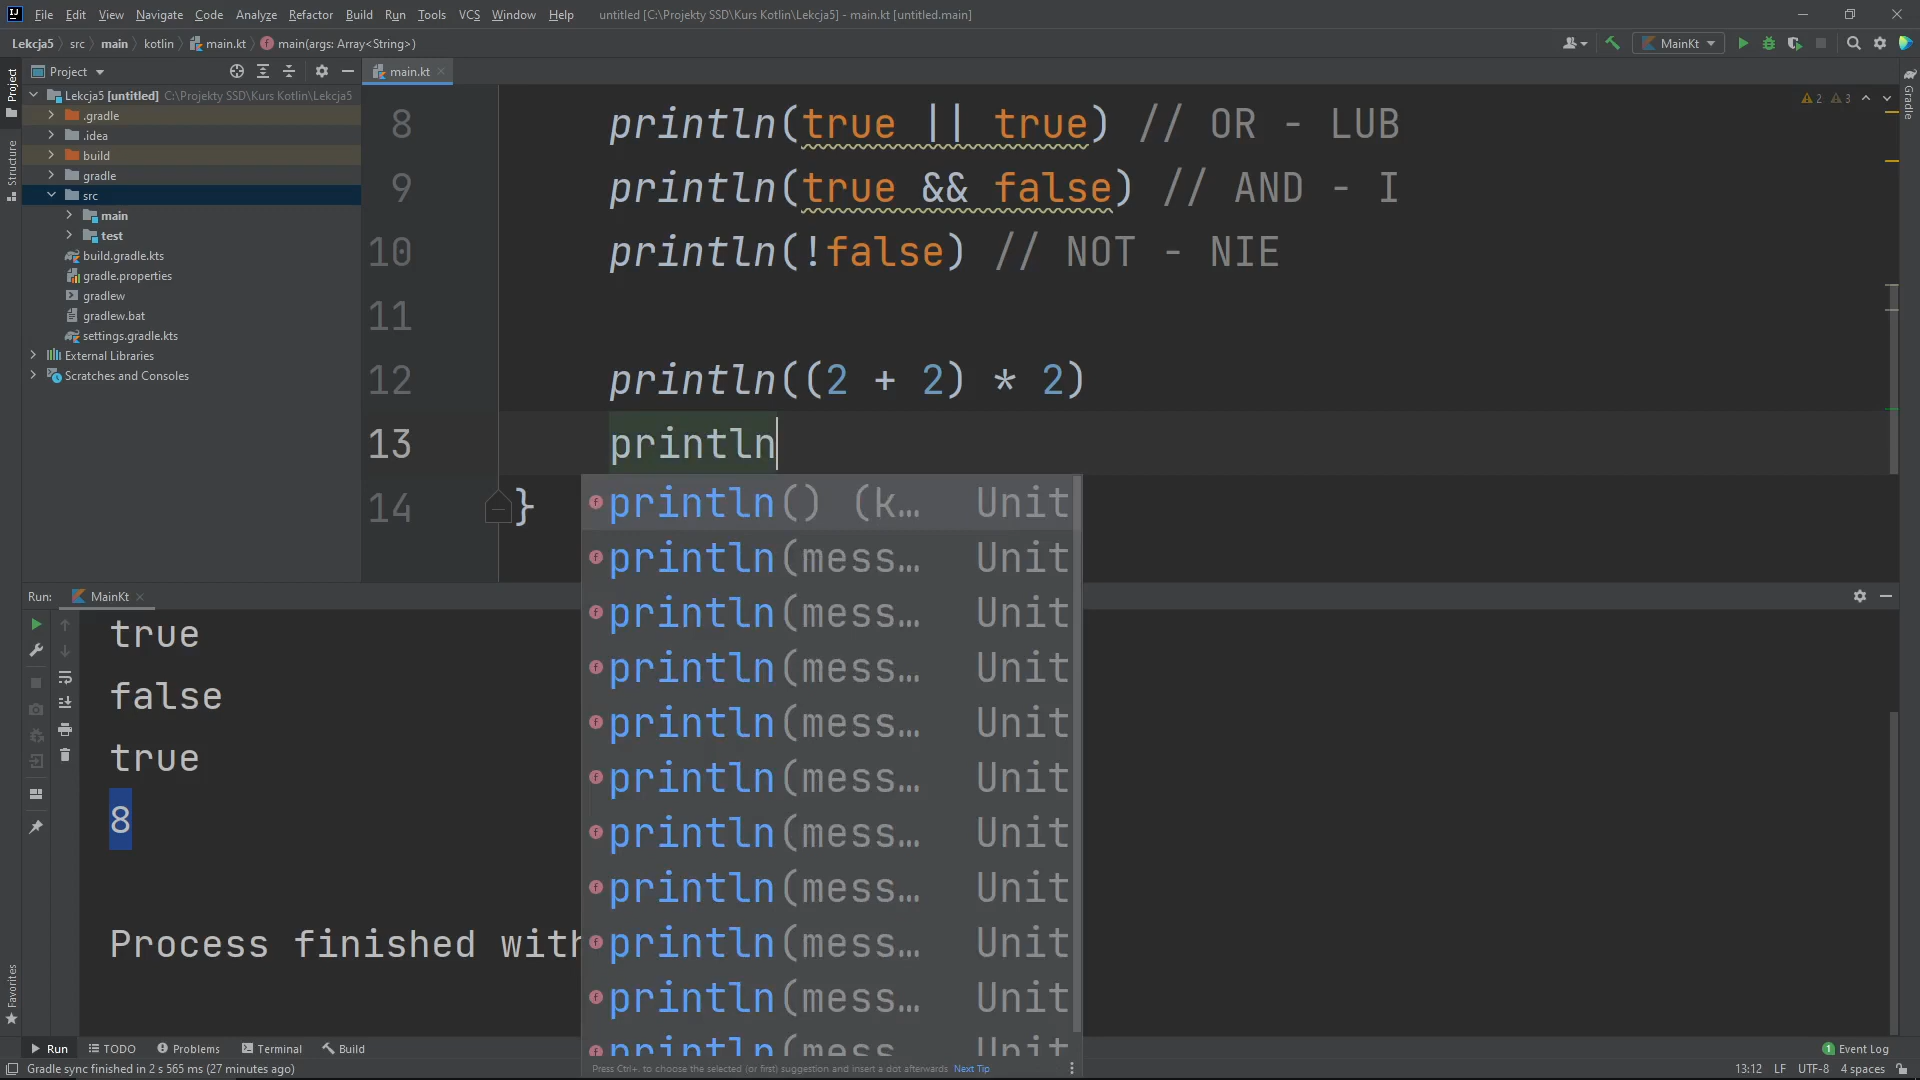 File Edit View Navigate Code Analyze Refactor Build Run Tools VCS Window Help untitled [C:\Projekty SSD\Kurs Kotlin\Lekcja5] - main.kt [untitled.main]
Lekcja5 src main kotlin main.kt main(args: Array<String>)
MainKt
Project
main.kt
Project
Structure
Favorites
Gradle
Lekcja5 [untitled] C:\Projekty SSD\Kurs Kotlin\Lekcja5
.gradle
.idea
build
gradle
src
main
test
build.gradle.kts
gradle.properties
gradlew
gradlew.bat
settings.gradle.kts
External Libraries
Scratches and Consoles
2 3
8 println(true || true) // OR - LUB
9 println(true && false) // AND - I
10 println(!false) // NOT - NIE
11
12 println((2 + 2) * 2)
13 println
14 }
println() (k… Unit
println(mess… Unit
println(mess… Unit
println(mess… Unit
println(mess… Unit
println(mess… Unit
println(mess… Unit
println(mess… Unit
println(mess… Unit
println(mess… Unit
println(mess… Unit
Press Ctrl+. to choose the selected (or first) suggestion and insert a dot afterwards Next Tip
Run: MainKt
true
false
true
8
Process finished with
Run TODO Problems Terminal Build
1 Event Log
Gradle sync finished in 2 s 565 ms (27 minutes ago)
13:12 LF UTF-8 4 spaces